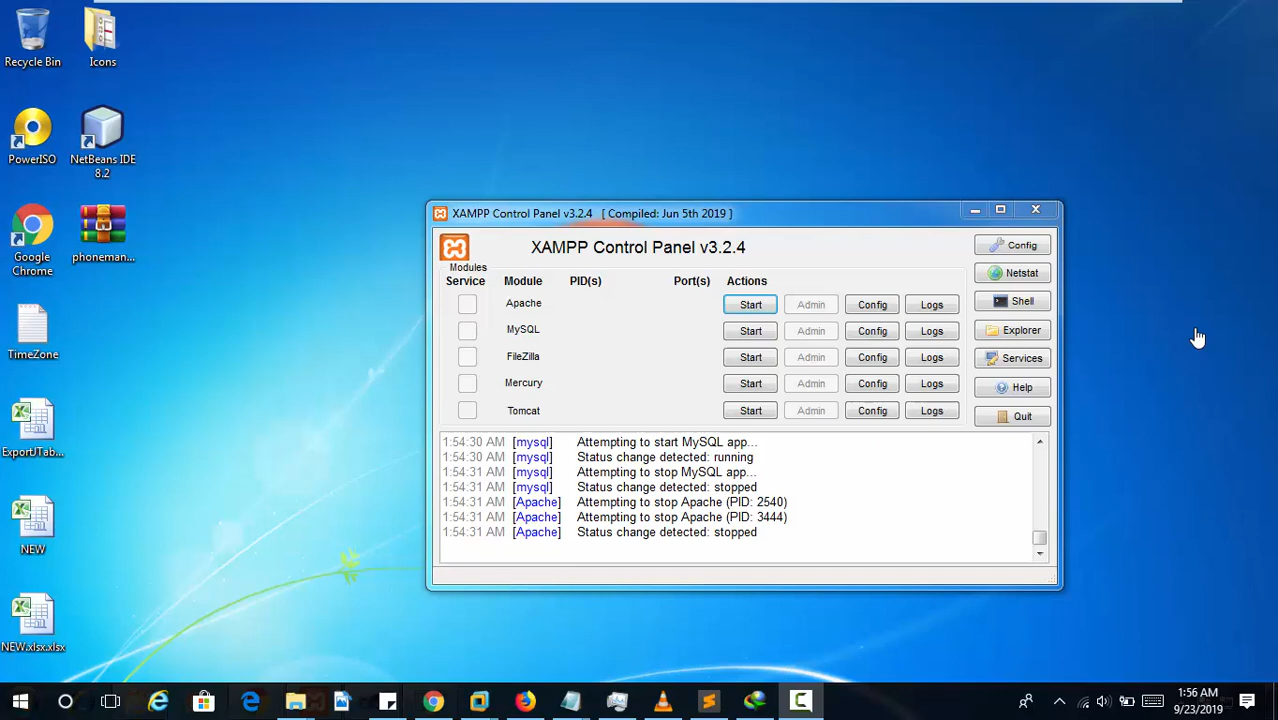 Recycle Bin
Icons
PowerISO
NetBeans IDE
8.2
Google
Chrome
phoneman...
TimeZone
ExportJTab...
NEW
NEW.xlsx.xlsx
XAMPP Control Panel v3.2.4 [ Compiled: Jun 5th 2019 ]
XAMPP Control Panel v3.2.4
Config
Modules
Service Module PID(s) Port(s) Actions
Netstat
Apache Start Admin Config Logs
Shell
MySQL Start Admin Config Logs
Explorer
FileZilla Start Admin Config Logs
Services
Mercury Start Admin Config Logs
Help
Tomcat Start Admin Config Logs
Quit
1:54:30 AM [mysql] Attempting to start MySQL app...
1:54:30 AM [mysql] Status change detected: running
1:54:31 AM [mysql] Attempting to stop MySQL app...
1:54:31 AM [mysql] Status change detected: stopped
1:54:31 AM [Apache] Attempting to stop Apache (PID: 2540)
1:54:31 AM [Apache] Attempting to stop Apache (PID: 3444)
1:54:31 AM [Apache] Status change detected: stopped
1:56 AM
9/23/2019